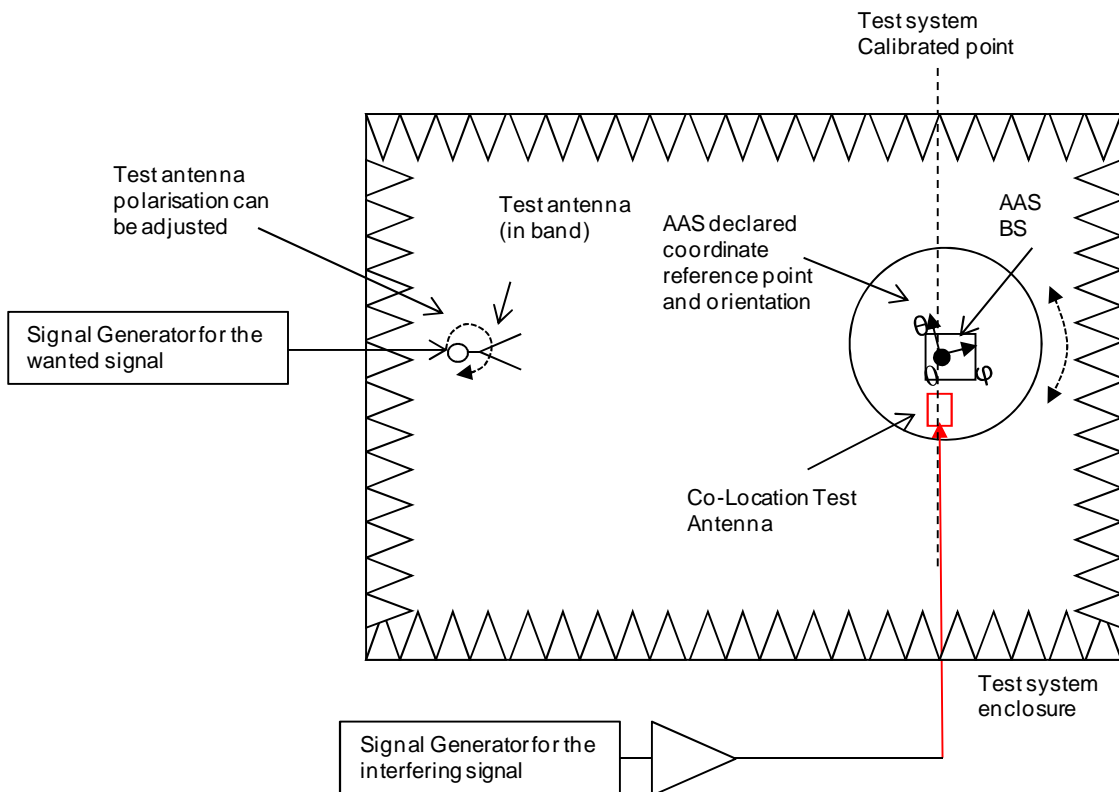 Test system
Calibrated point
Test antenna
polarisation can
be adjusted
Test antenna
(in band)
AAS declared
coordinate
reference point
and orientation
AAS
BS
Signal Generator for the
wanted signal
θ
0
φ
Co-Location Test
Antenna
Test system
enclosure
Signal Generator for the
interfering signal